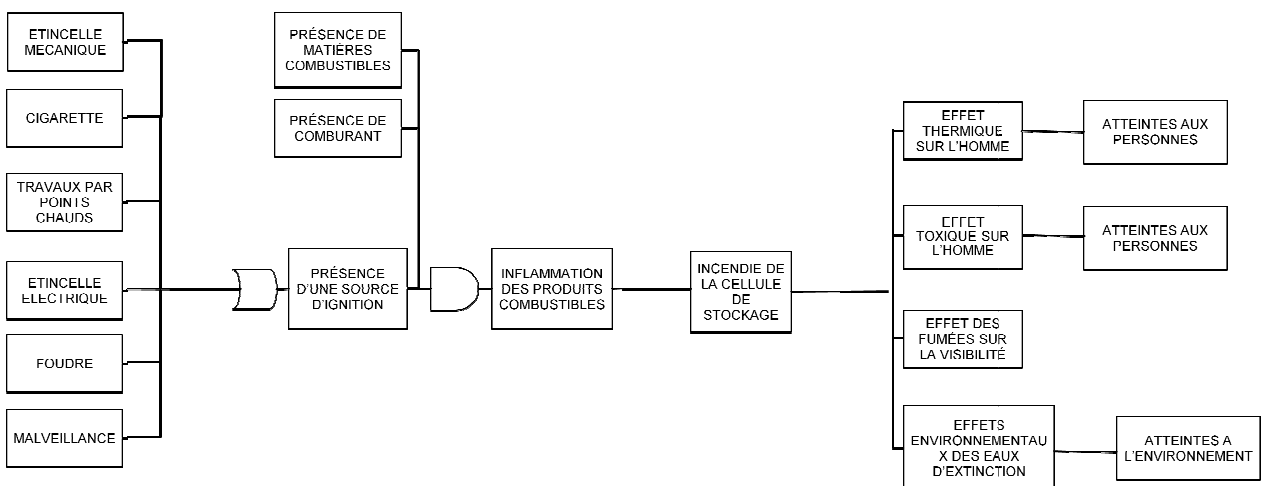 ETINCELLE
MECANIQUE
CIGARETTE
TRAVAUX PAR
POINTS
CHAUDS
ETINCELLE
ELECTRIQUE
FOUDRE
MALVEILLANCE
PRÉSENCE DE
MATIÈRES
COMBUSTIBLES
PRÉSENCE DE
COMBURANT
PRÉSENCE
D'UNE SOURCE
D'IGNITION
INFLAMMATION
DES PRODUITS
COMBUSTIBLES
INCENDIE DE
LA CELLULE
DE
STOCKAGE
EFFET
THERMIQUE
SUR L'HOMME
ATTEINTES AUX
PERSONNES
EFFET
TOXIQUE SUR
L'HOMME
ATTEINTES AUX
PERSONNES
EFFET DES
FUMÉES SUR
LA VISIBILITÉ
EFFETS
ENVIRONNEMENTAU
X DES EAUX
D'EXTINCTION
ATTEINTES A
L'ENVIRONNEMENT